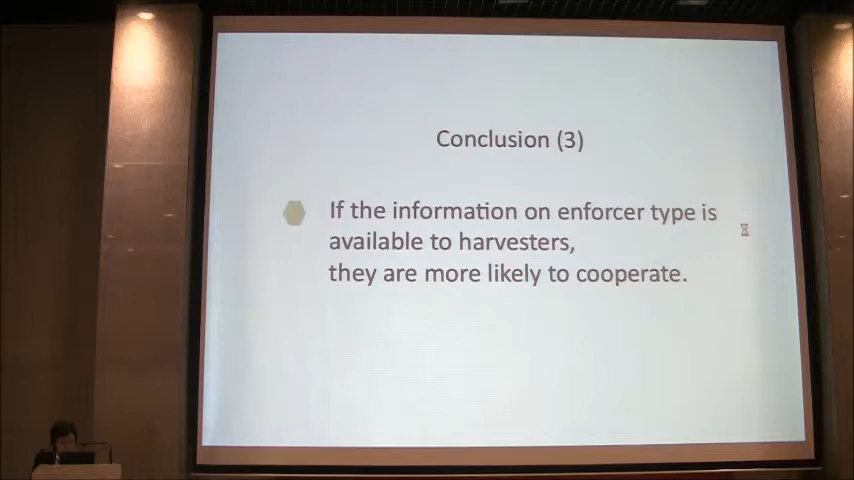 Conclusion (3)
If the information on enforcer type is
available to harvesters,
they are more likely to cooperate.